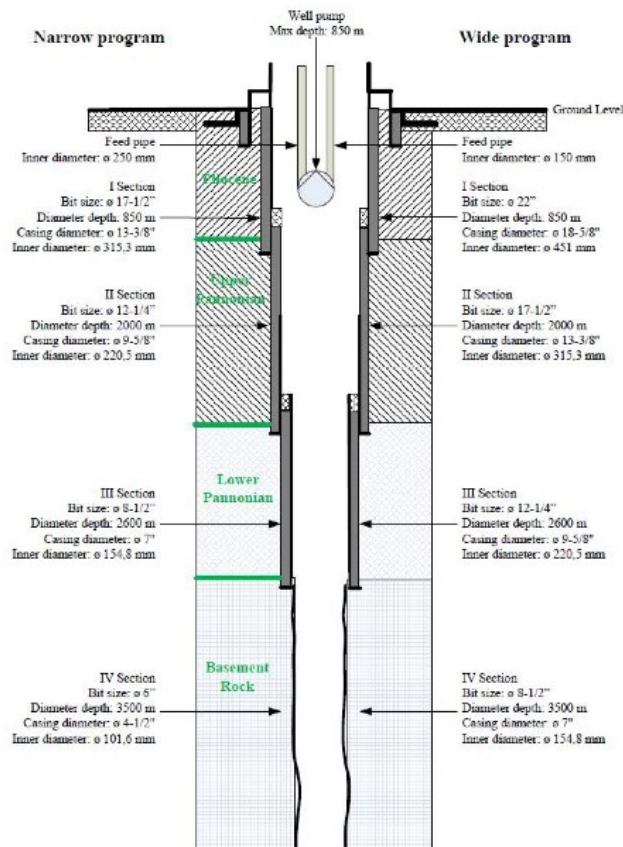 Well pump
Max depth: 850 m
Narrow program
Wide program
Ground Level
Feed pipe
Inner diameter: ø 250 mm
Feed pipe
Inner diameter: ø 150 mm
Pliocene
I Section
Bit size: ø 17-1/2"
Diameter depth: 850 m
Casing diameter: ø 13-3/8"
Inner diameter: ø 315,3 mm
I Section
Bit size: ø 22"
Diameter depth: 850 m
Casing diameter: ø 18-5/8"
Inner diameter: ø 451 mm
Upper
Pannonian
II Section
Bit size: ø 12-1/4"
Diameter depth: 2000 m
Casing diameter: ø 9-5/8"
Inner diameter: ø 220,5 mm
II Section
Bit size: ø 17-1/2"
Diameter depth: 2000 m
Casing diameter: ø 13-3/8"
Inner diameter: ø 315,3 mm
Lower
Pannonian
III Section
Bit size: ø 8-1/2"
Diameter depth: 2600 m
Casing diameter: ø 7"
Inner diameter: ø 154,8 mm
III Section
Bit size: ø 12-1/4"
Diameter depth: 2600 m
Casing diameter: ø 9-5/8"
Inner diameter: ø 220,5 mm
Basement
Rock
IV Section
Bit size: ø 6"
Diameter depth: 3500 m
Casing diameter: ø 4-1/2"
Inner diameter: ø 101,6 mm
IV Section
Bit size: ø 8-1/2"
Diameter depth: 3500 m
Casing diameter: ø 7"
Inner diameter: ø 154,8 mm